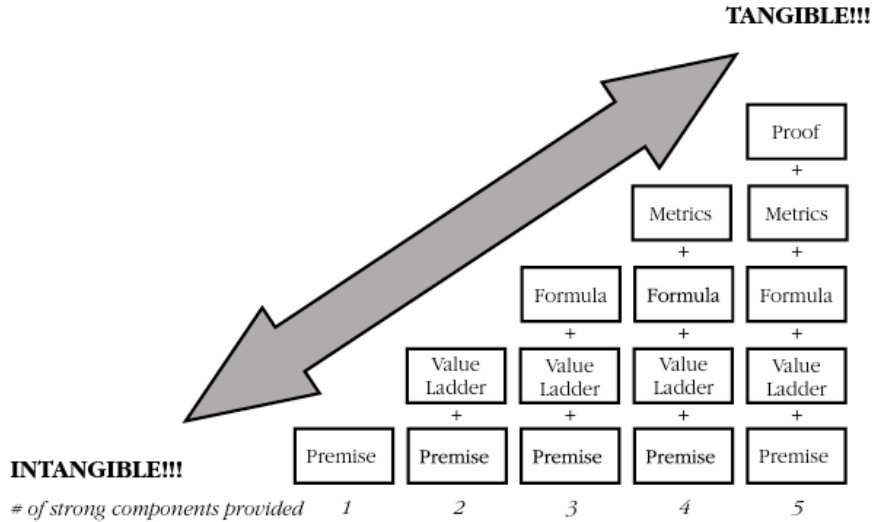 TANGIBLE!!!
Proof
+
Metrics
Metrics
+
+
Formula
Formula
Formula
+
+
+
Value
Ladder
Value
Ladder
Value
Ladder
Value
Ladder
+
+
+
+
Premise
Premise
Premise
Premise
Premise
INTANGIBLE!!!
# of strong components provided 1 2 3 4 5